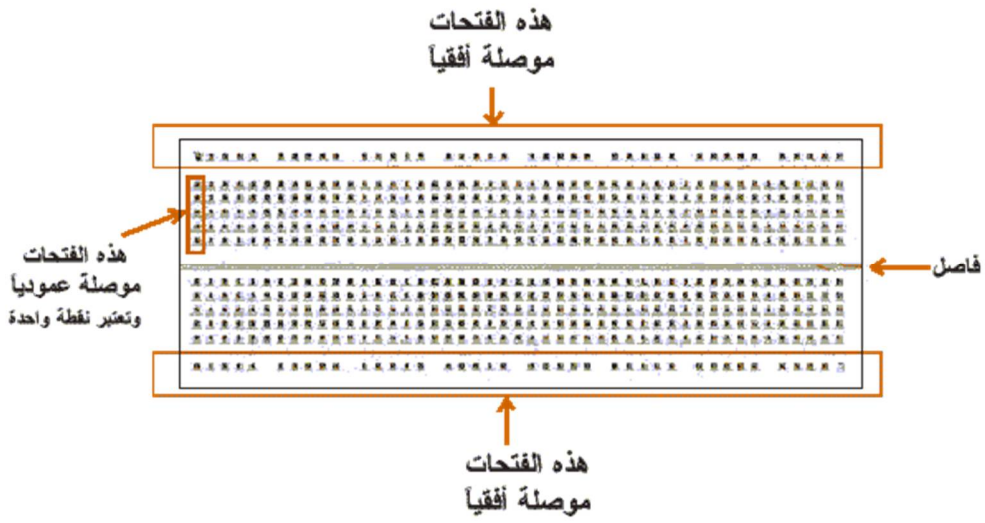 هذه الفتحات
موصلة أفقياً
هذه الفتحات
موصلة عمودياً
وتعتبر نقطة واحدة
فاصل
هذه الفتحات
موصلة أفقياً